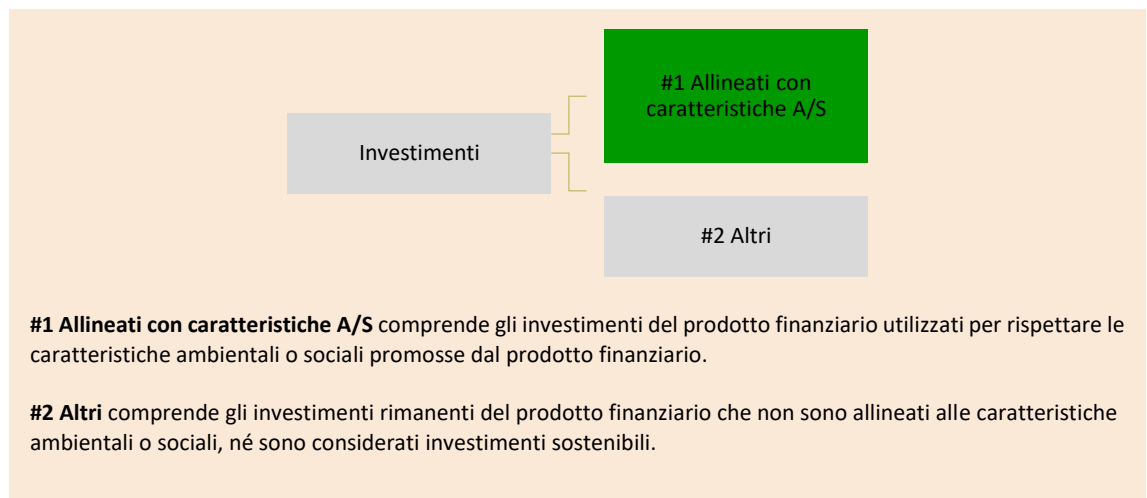 #1 Allineati con
caratteristiche A/S
Investimenti
#2 Altri
#1 Allineati con caratteristiche A/S comprende gli investimenti del prodotto finanziario utilizzati per rispettare le
caratteristiche ambientali o sociali promosse dal prodotto finanziario.
#2 Altri comprende gli investimenti rimanenti del prodotto finanziario che non sono allineati alle caratteristiche
ambientali o sociali, né sono considerati investimenti sostenibili.